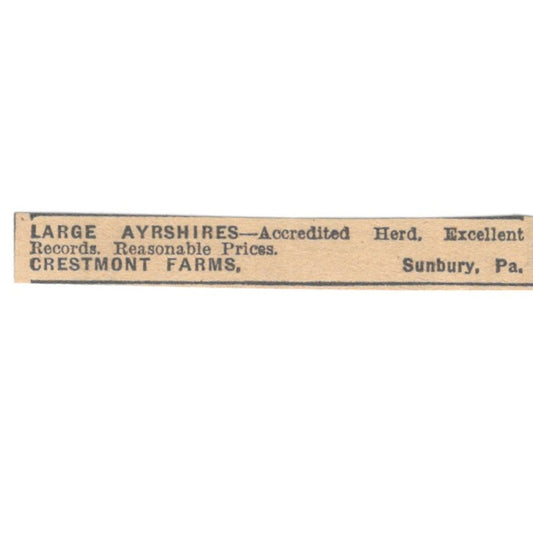 LARGE AYRSHIRES—Accredited Herd. Excellent
Records. Reasonable Prices.
CRESTMONT FARMS, Sunbury, Pa.